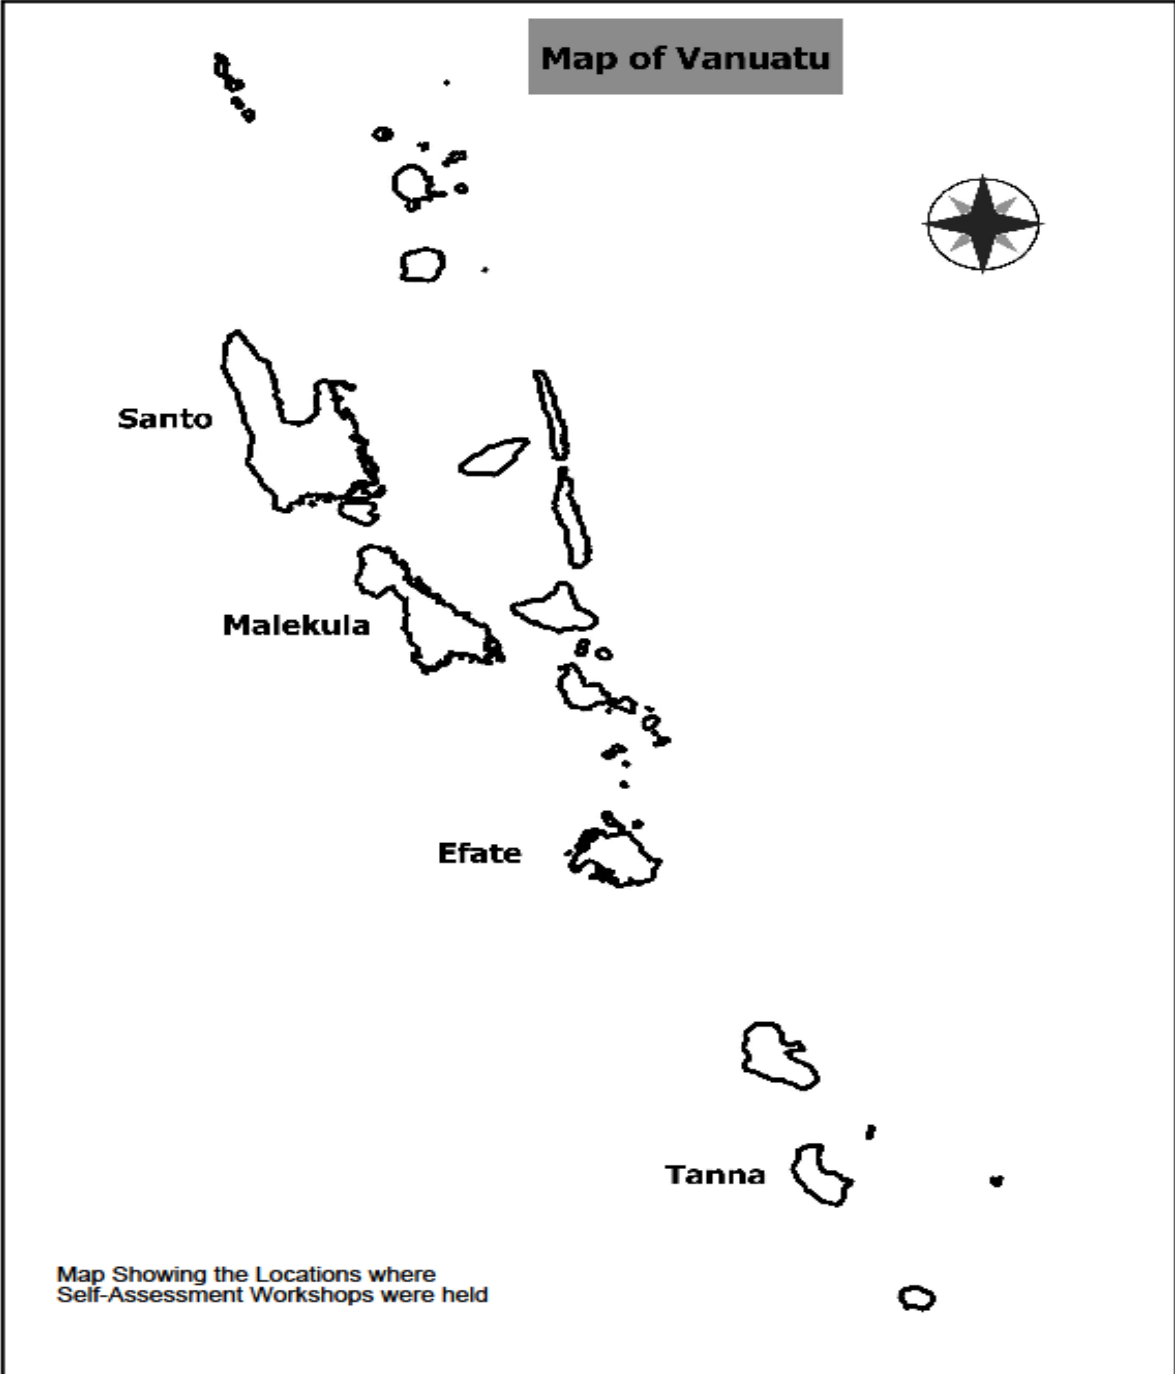 Map of Vanuatu
Santo
Malekula
Efate
Tanna
Map Showing the Locations where
Self-Assessment Workshops were held